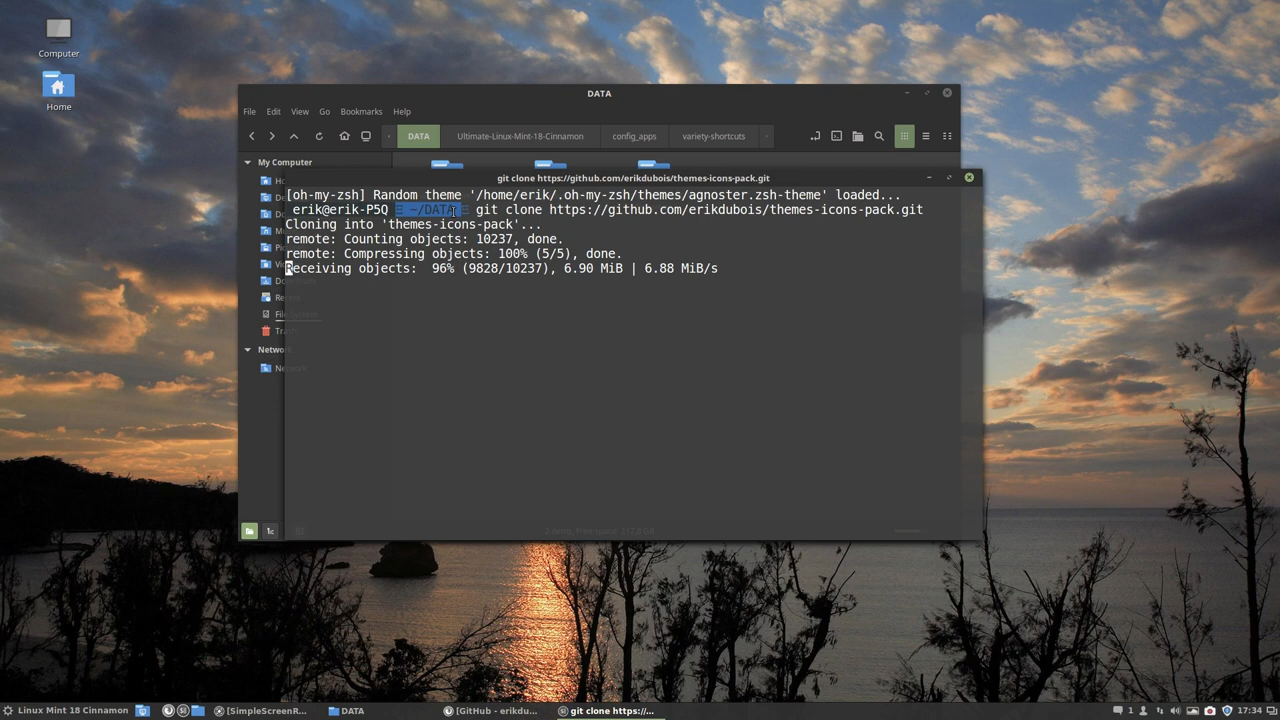 Computer
Home
DATA
File Edit View Go Bookmarks Help
DATA Ultimate-Linux-Mint-18-Cinnamon config_apps variety-shortcuts
My Computer
git clone https://github.com/erikdubois/themes-icons-pack.git
[oh-my-zsh] Random theme '/home/erik/.oh-my-zsh/themes/agnoster.zsh-theme' loaded...
erik@erik-P5Q ~/DATA git clone https://github.com/erikdubois/themes-icons-pack.git
Cloning into 'themes-icons-pack'...
remote: Counting objects: 10237, done.
remote: Compressing objects: 100% (5/5), done.
Receiving objects: 96% (9828/10237), 6.90 MiB | 6.88 MiB/s
File System
Network
Linux Mint 18 Cinnamon [SimpleScreenR... DATA [GitHub - erikdu... git clone https://... 1 17:34